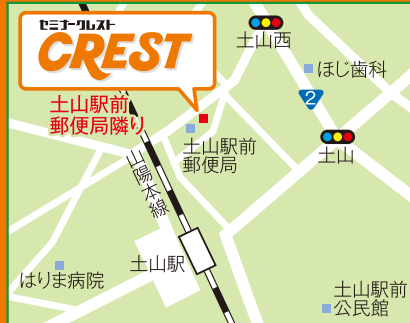 セミナークレスト
CREST
土山駅前
郵便局隣り
土山西
ほじ歯科
2
土山
土山駅前
郵便局
山陽本線
土山駅
はりま病院
土山駅前
公民館